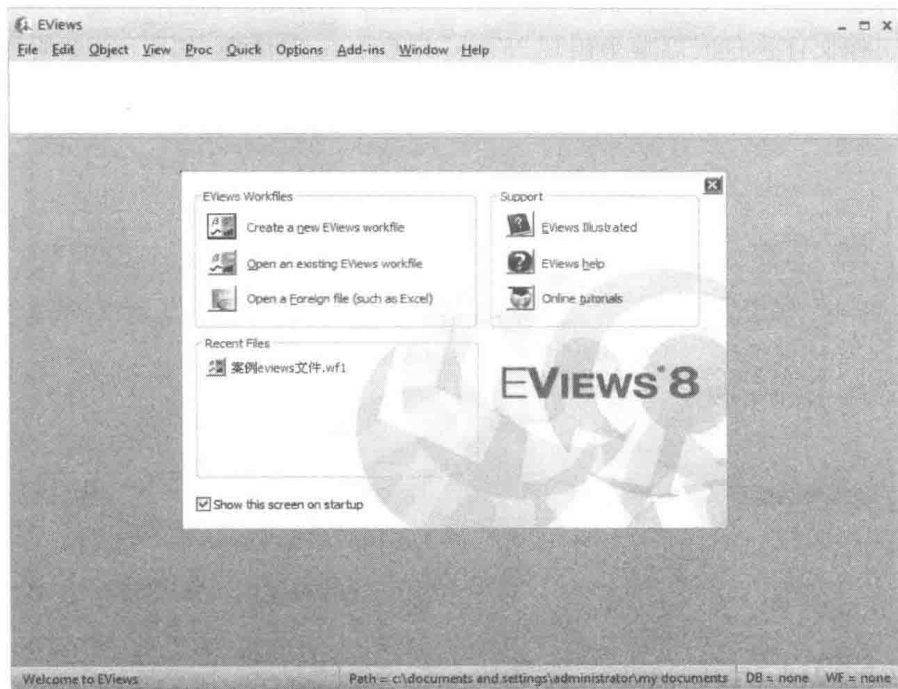 EViews
File Edit Object View Proc Quick Options Add-ins Window Help
EViews Workfiles
Create a new EViews workfile
Open an existing EViews workfile
Open a Foreign file (such as Excel)
Support
EViews Illustrated
EViews help
Online tutorials
Recent Files
案例eviews文件.wf1
EVIEWS 8
Show this screen on startup
Welcome to EViews
Path = c:\documents and settings\administrator\my documents
DB = none
WF = none